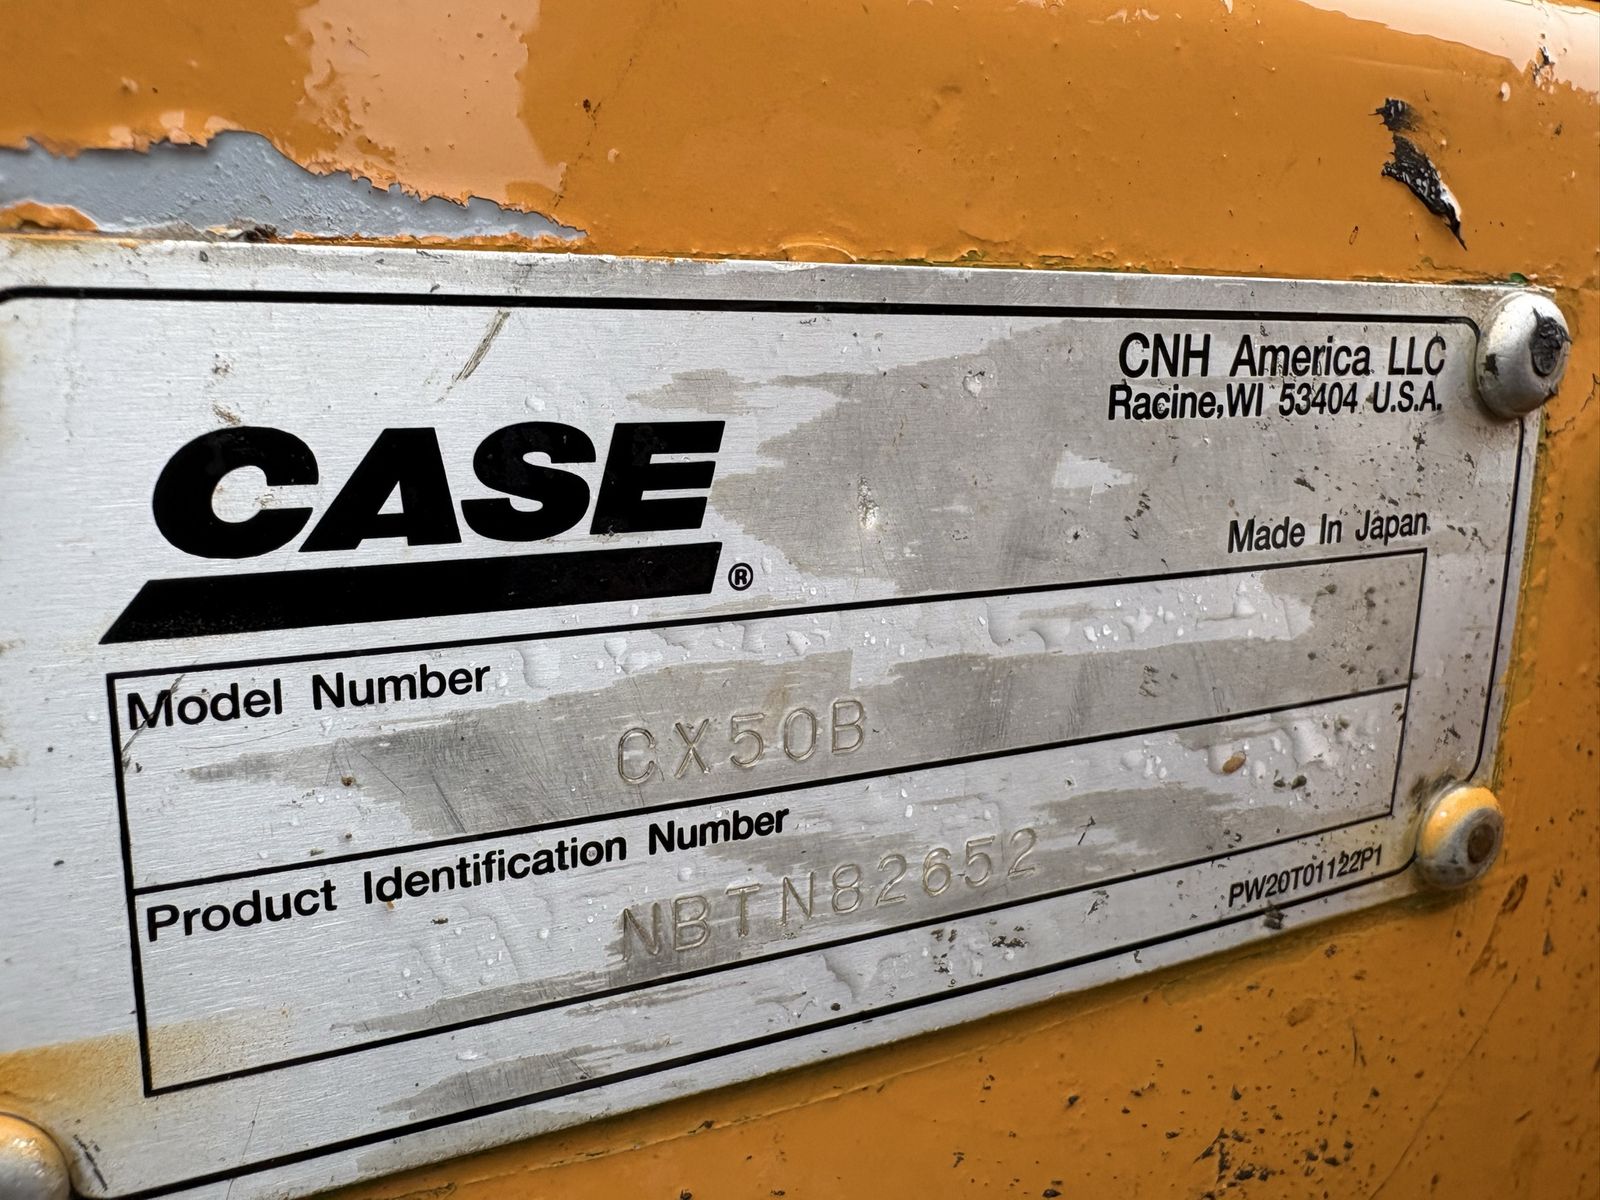 CNH America LLC
Racine,WI 53404 U.S.A.
CASE®
Made In Japan
Model Number
CX50B
Product Identification Number
NBTN82652
PW20T01122P1